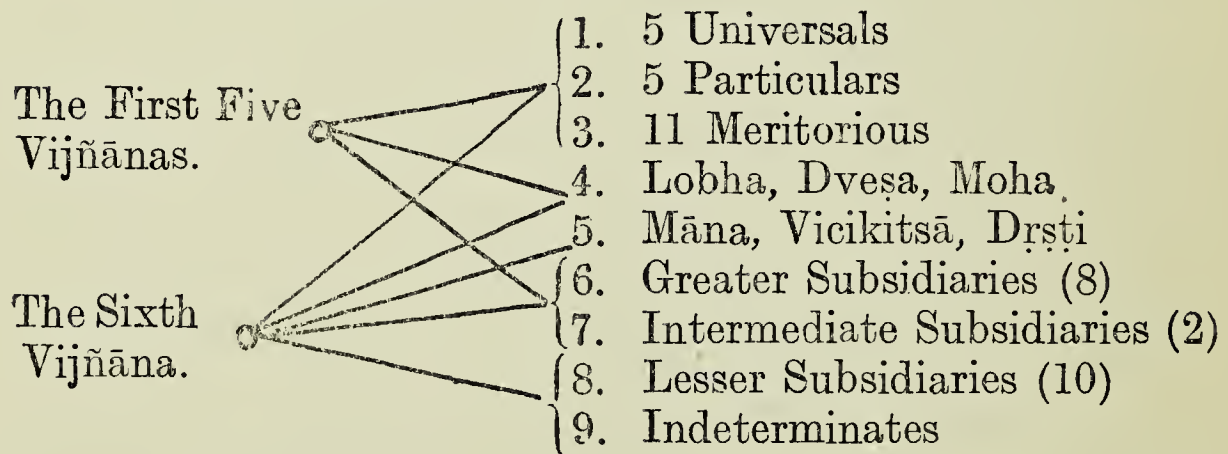 1. 5 Universals
The First Five 2. 5 Particulars
Vijñānas. 3. 11 Meritorious
4. Lobha, Dveṣa, Moha.
5. Māna, Vicikitsā, Dṛṣṭi
The Sixth 6. Greater Subsidiaries (8)
Vijñāna. 7. Intermediate Subsidiaries (2)
8. Lesser Subsidiaries (10)
9. Indeterminates